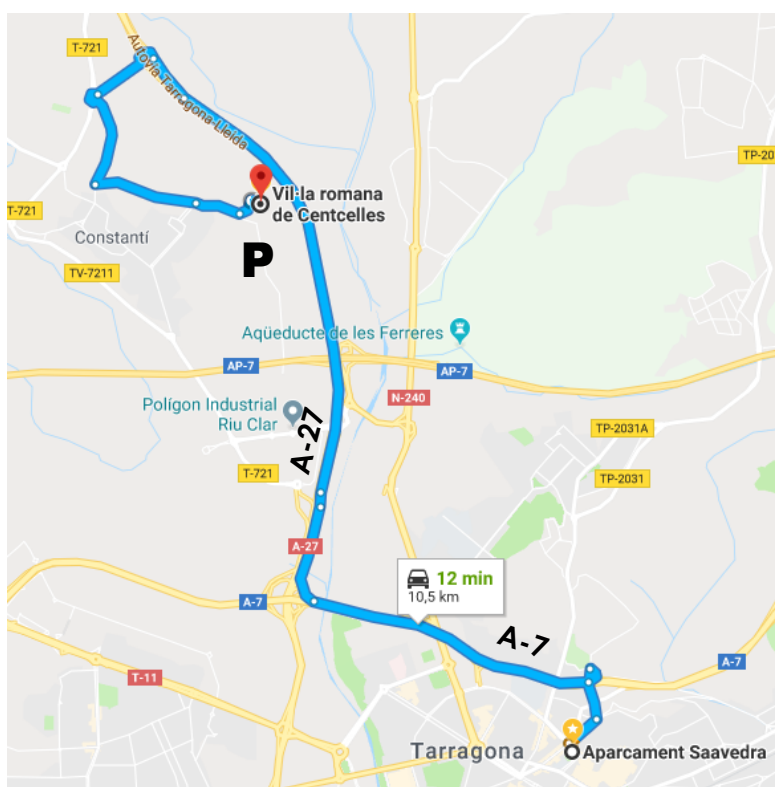 T-721
Autovía Tarragona-Lleida
TP-20
Vil·la romana
de Centcelles
T-721
Constantí
P
TV-7211
Aqüeducte de les Ferreres
AP-7
AP-7
N-240
Polígon Industrial
Riu Clar
A-27
TP-2031A
T-721
TP-2031
A-27
12 min
10,5 km
A-7
A-7
A-7
T-11
Tarragona
Aparcament Saavedra